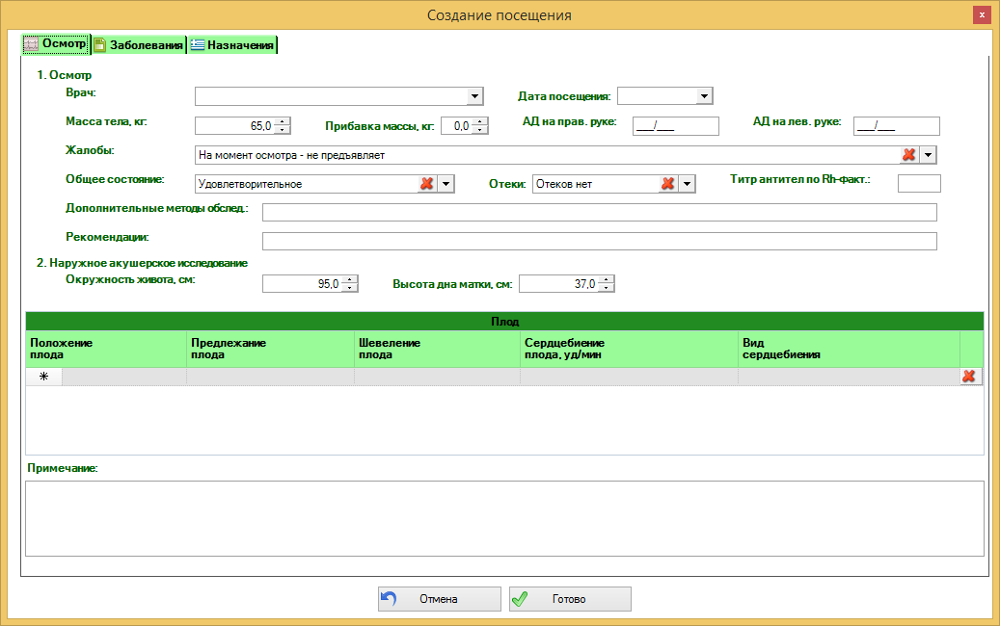 Создание посещения
x
Осмотр Заболевания Назначения
1. Осмотр
Врач: Дата посещения:
Масса тела, кг: 65,0 Прибавка массы, кг: 0,0 АД на прав. руке: ___/___ АД на лев. руке: ___/___
Жалобы: На момент осмотра - не предъявляет
Общее состояние: Удовлетворительное Отеки: Отеков нет Титр антител по Rh-факт.:
Дополнительные методы обслед.:
Рекомендации:
2. Наружное акушерское исследование
Окружность живота, см: 95,0 Высота дна матки, см: 37,0
Плод
Положение плода Предлежание плода Шевеление плода Сердцебиение плода, уд/мин Вид сердцебиения
*
Примечание:
Отмена Готово